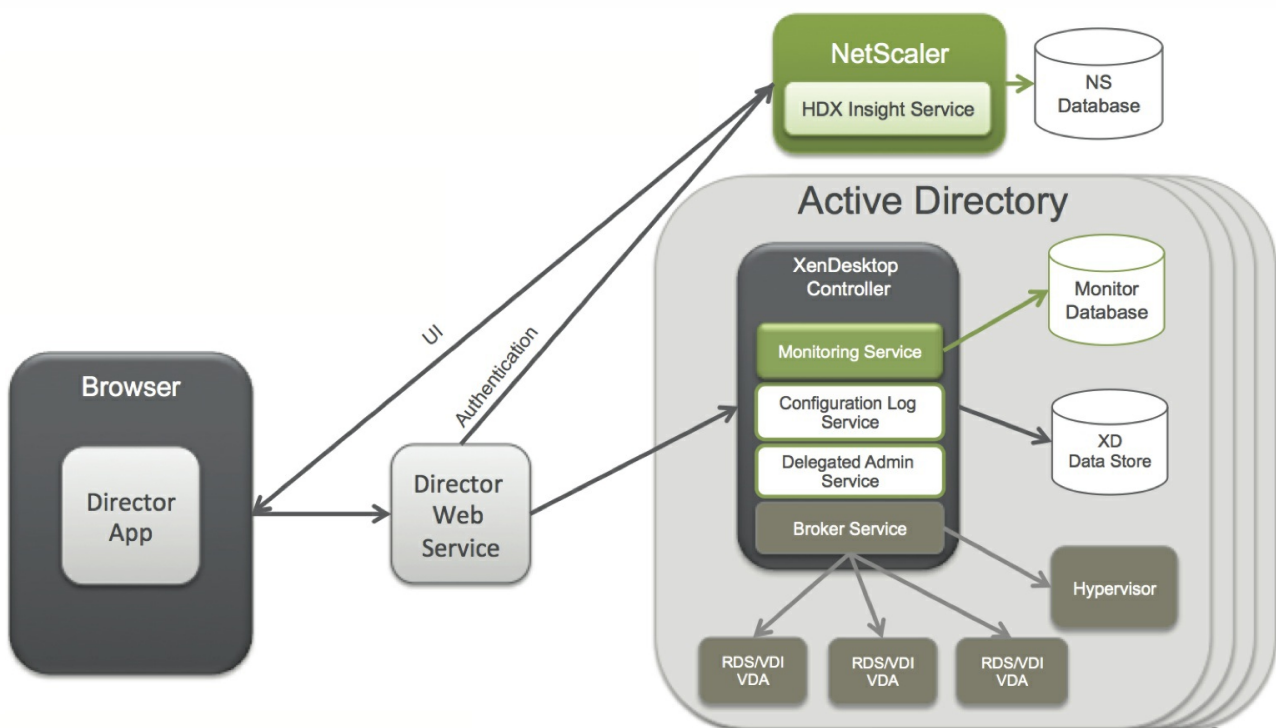 NetScaler
HDX Insight Service
NS
Database
Active Directory
XenDesktop
Controller
Monitoring Service
Configuration Log
Service
Delegated Admin
Service
Broker Service
Monitor
Database
XD
Data Store
Hypervisor
RDS/VDI
VDA
RDS/VDI
VDA
RDS/VDI
VDA
UI
Authentication
Browser
Director
App
Director
Web
Service